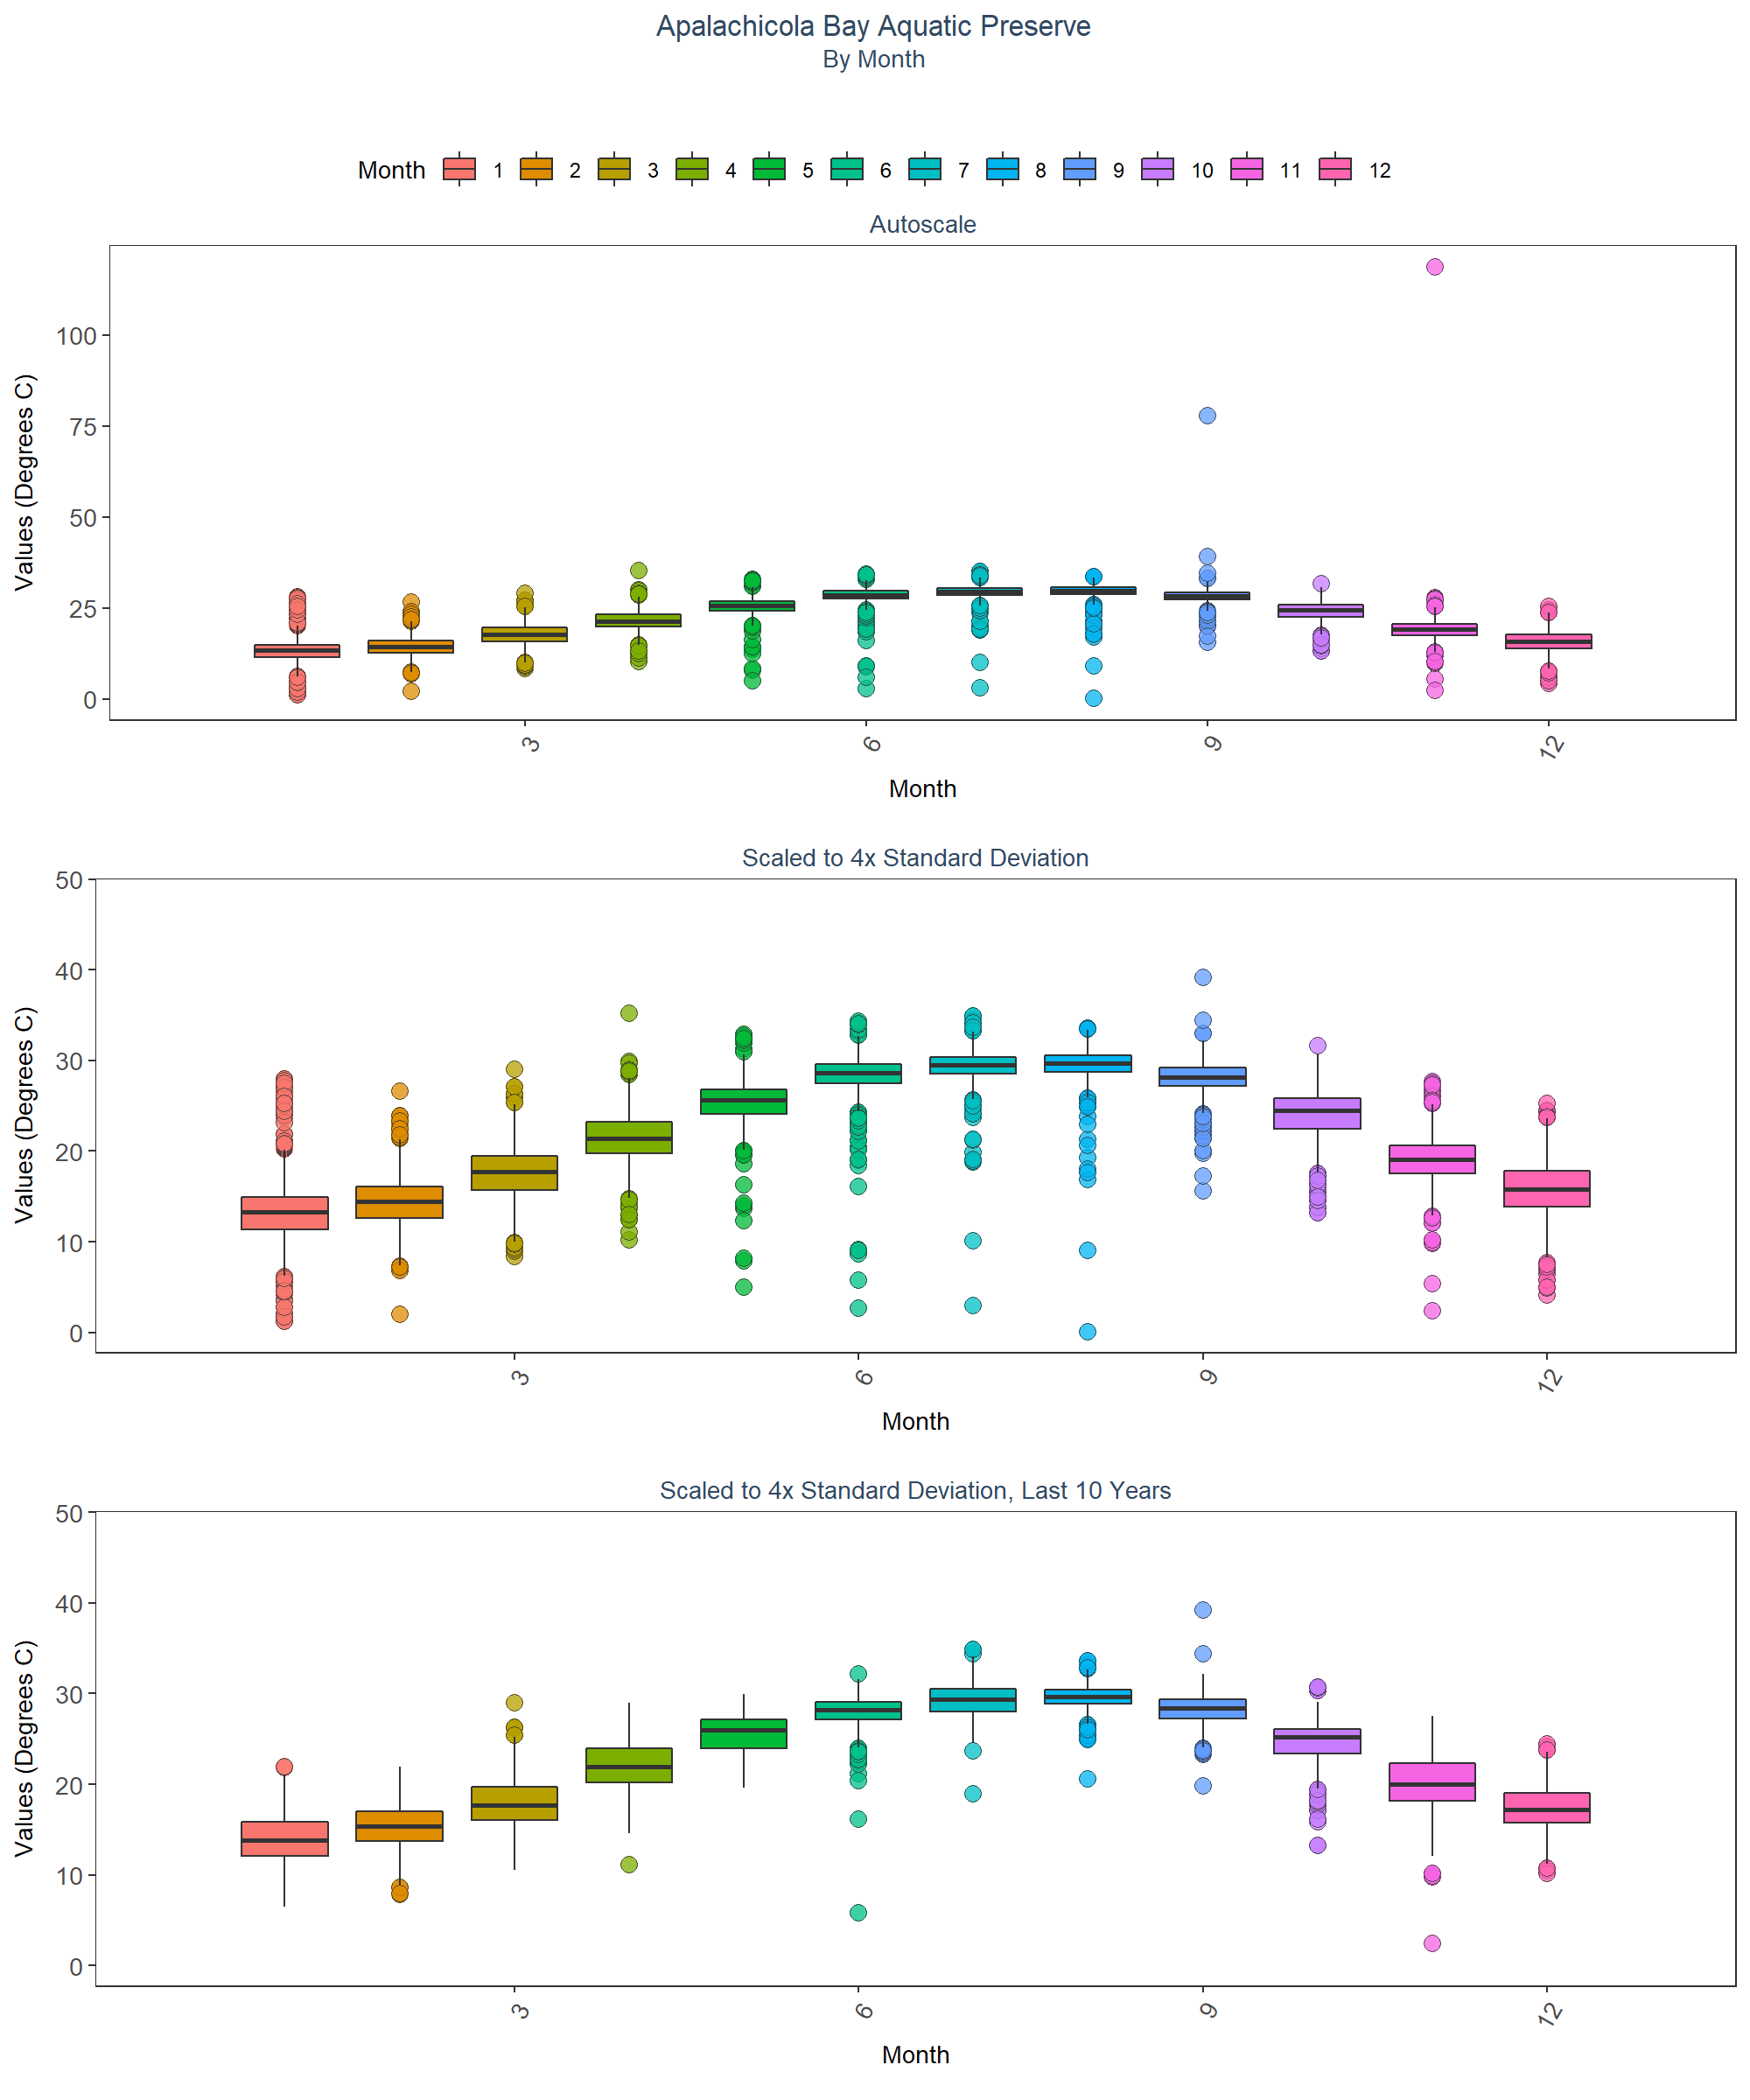 Apalachicola Bay Aquatic Preserve
By Month
Month 1 2 3 4 5 6 7 8 9 10 11 12
Autoscale
Values (Degrees C)
100
75
50
25
0
3 6 9 12
Month
Scaled to 4x Standard Deviation
Values (Degrees C)
50
40
30
20
10
0
3 6 9 12
Month
Scaled to 4x Standard Deviation, Last 10 Years
Values (Degrees C)
50
40
30
20
10
0
3 6 9 12
Month